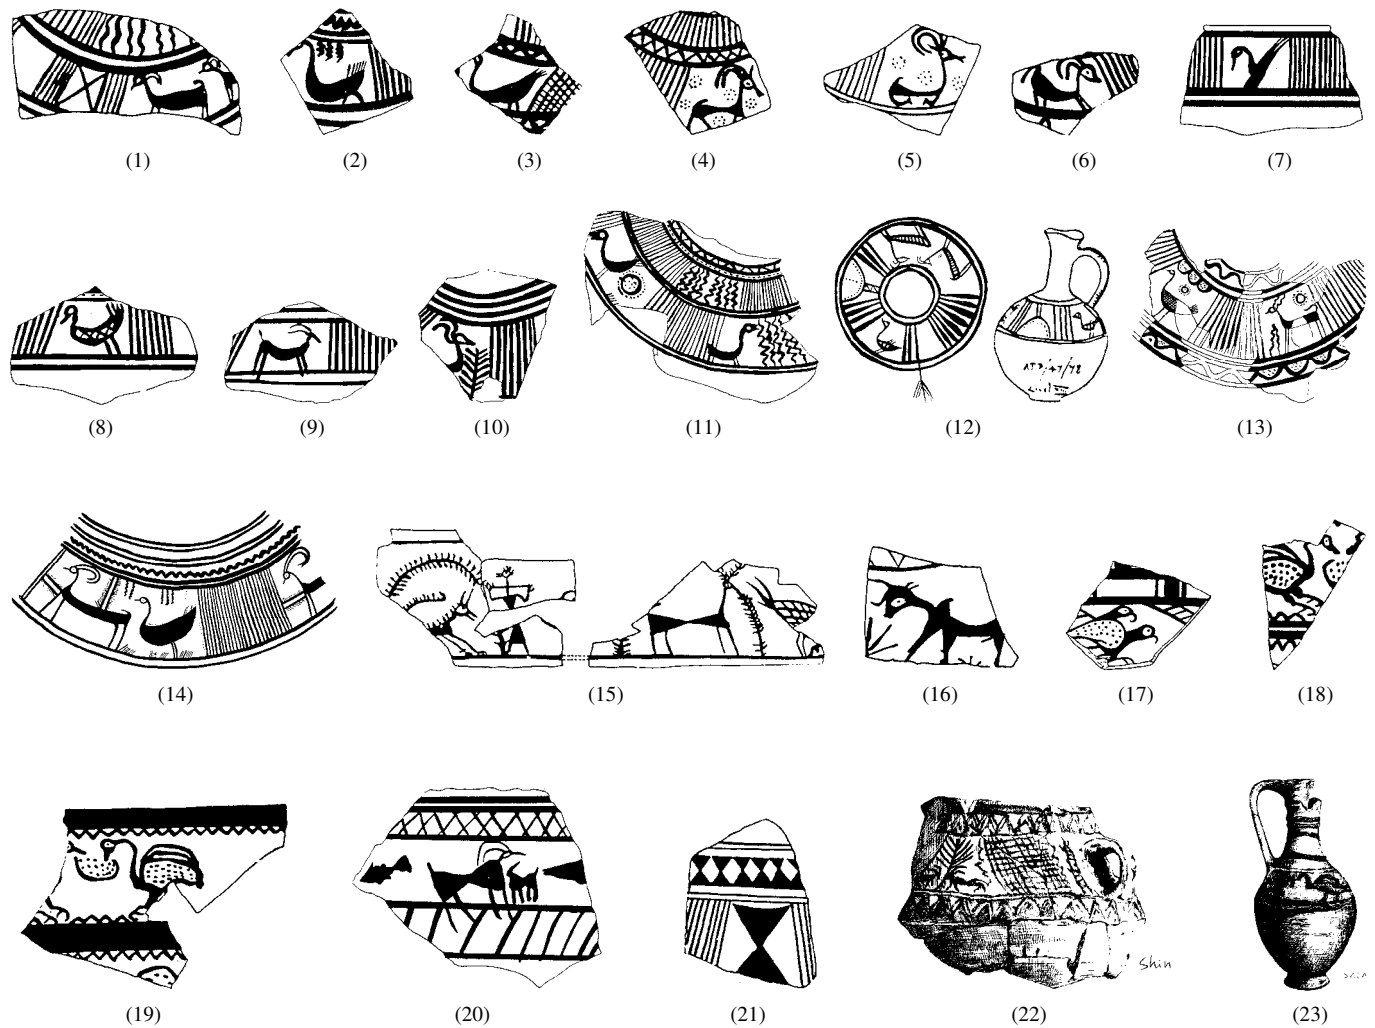 (1) (2) (3) (4) (5) (6) (7)
(8) (9) (10) (11) (12) (13)
(14) (15) (16) (17) (18)
Shin
(19) (20) (21) (22) (23)